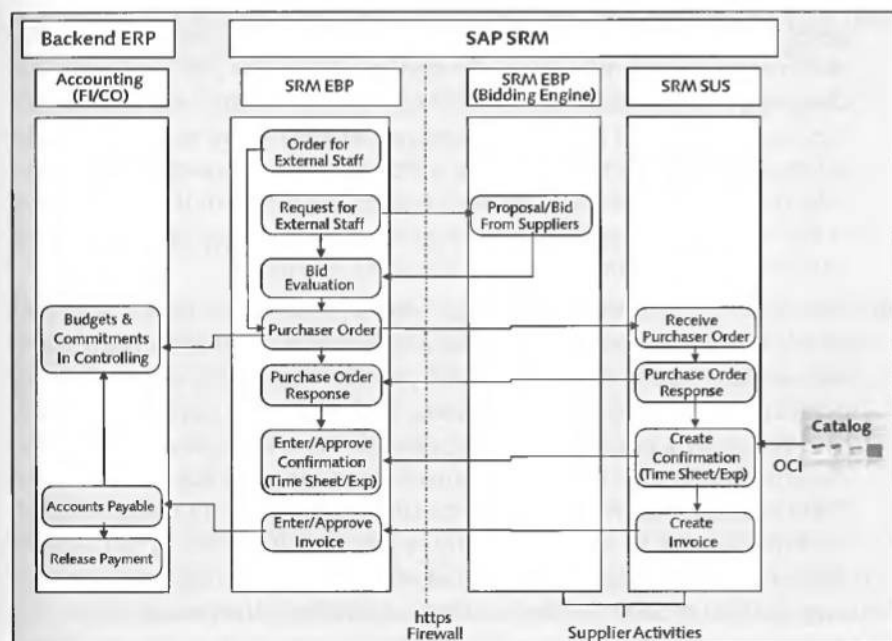 Backend ERP
SAP SRM
Accounting
(FI/CO)
SRM EBP
SRM EBP
(Bidding Engine)
SRM SUS
Order for
External Staff
Request for
External Staff
Proposal/Bid
From Suppliers
Bid
Evaluation
Budgets &
Commitments
In Controlling
Purchaser Order
Receive
Purchaser Order
Purchase Order
Response
Purchase Order
Response
Catalog
OCI
Enter/Approve
Confirmation
(Time Sheet/Exp)
Create
Confirmation
(Time Sheet/Exp)
Accounts Payable
Enter/Approve
Invoice
Create
Invoice
Release Payment
https
Firewall
Supplier Activities